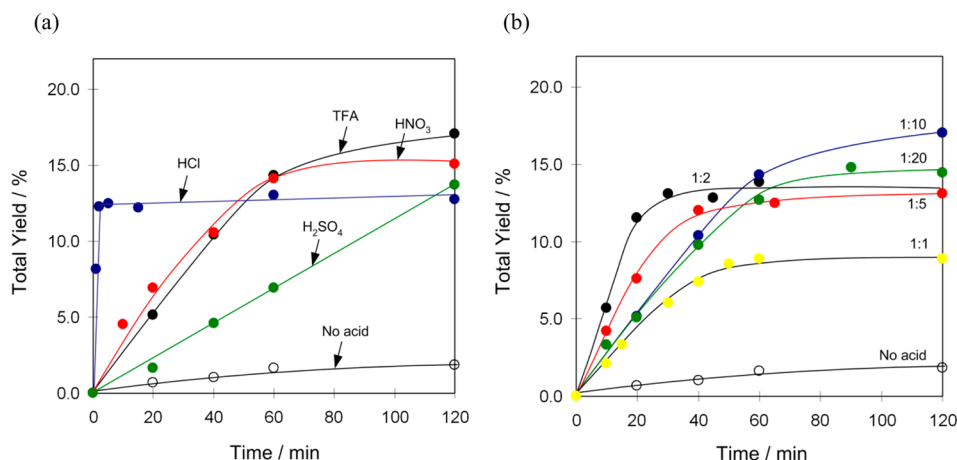 (a)
Total Yield / %
20.0
15.0
10.0
5.0
0.0
0
20
40
60
80
100
120
Time / min
TFA
HNO3
HCl
H2SO4
No acid
(b)
Total Yield / %
20.0
15.0
10.0
5.0
0.0
0
20
40
60
80
100
120
Time / min
1:10
1:20
1:2
1:5
1:1
No acid